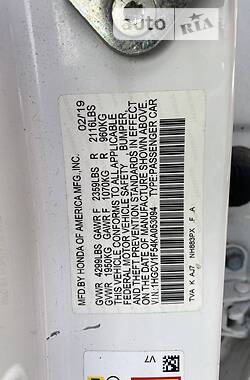 auto RIA
MFD. BY HONDA OF AMERICA MFG., INC. 02/19
GVWR 4299LBS GAWR F 2359LBS R 2116LBS
GVWR 1950KG GAWR F 1070KG R 960KG
THIS VEHICLE CONFORMS TO ALL APPLICABLE
FEDERAL MOTOR VEHICLE SAFETY BUMPER,
AND THEFT PREVENTION STANDARDS IN EFFECT
ON THE DATE OF MANUFACTURE SHOWN ABOVE.
V.I.N:1HGCV1F54KA053094 TYPE:PASSENGER CAR
TVA K AJ7 NH883PX F A
V7